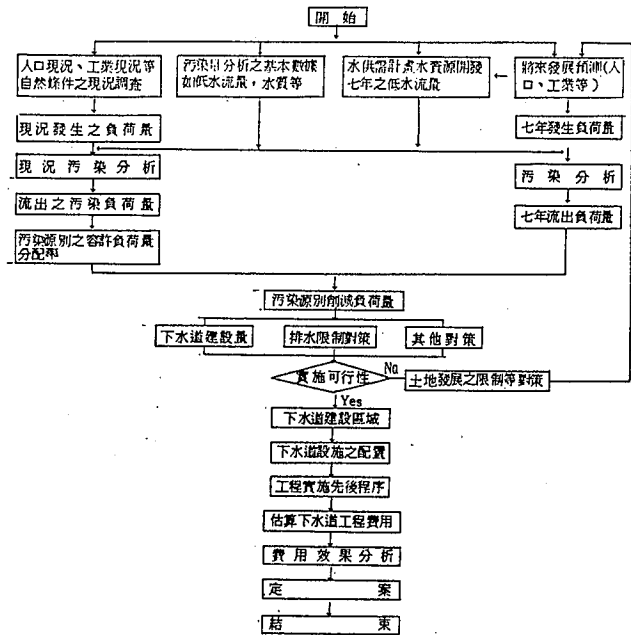 開始
人口現況、工業現況等
自然條件之現況調查
污染量分析之基本數據
如低水流量，水質等
水供需計畫水資源開發
七年之低水流量
將來發展預測(人
口、工業等)
現況發生之負荷量
七年發生負荷量
現況污染分析
污染分析
流出之污染負荷量
七年流出負荷量
污染源別之容許負荷量
分配率
污染源別削減負荷量
下水道建設量
排水限制對策
其他對策
實施可行性
No
土地發展之限制等對策
Yes
下水道建設區域
下水道設施之配置
工程實施先後程序
估算下水道工程費用
費用效果分析
定案
結束